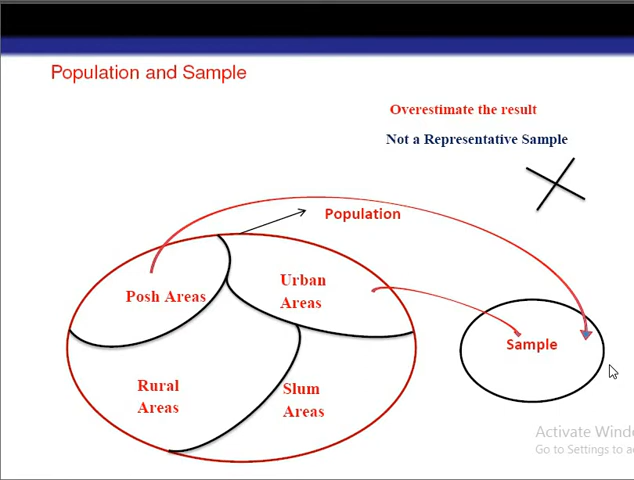 Population and Sample
Overestimate the result
Not a Representative Sample
Population
Urban
Areas
Posh Areas
Sample
Rural
Areas
Slum
Areas
Activate Windo
Go to Settings to a